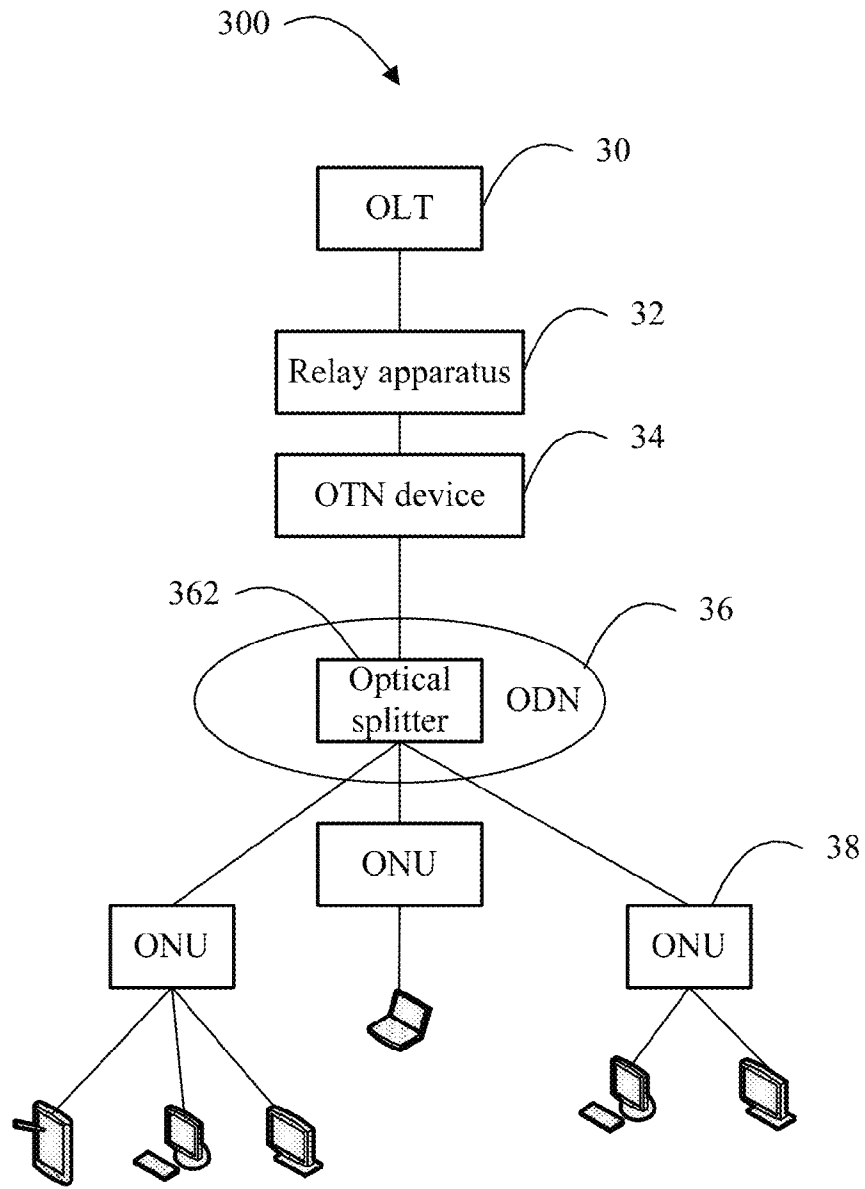 300
30
OLT
32
Relay apparatus
34
OTN device
362
36
Optical
splitter
ODN
ONU
38
ONU
ONU